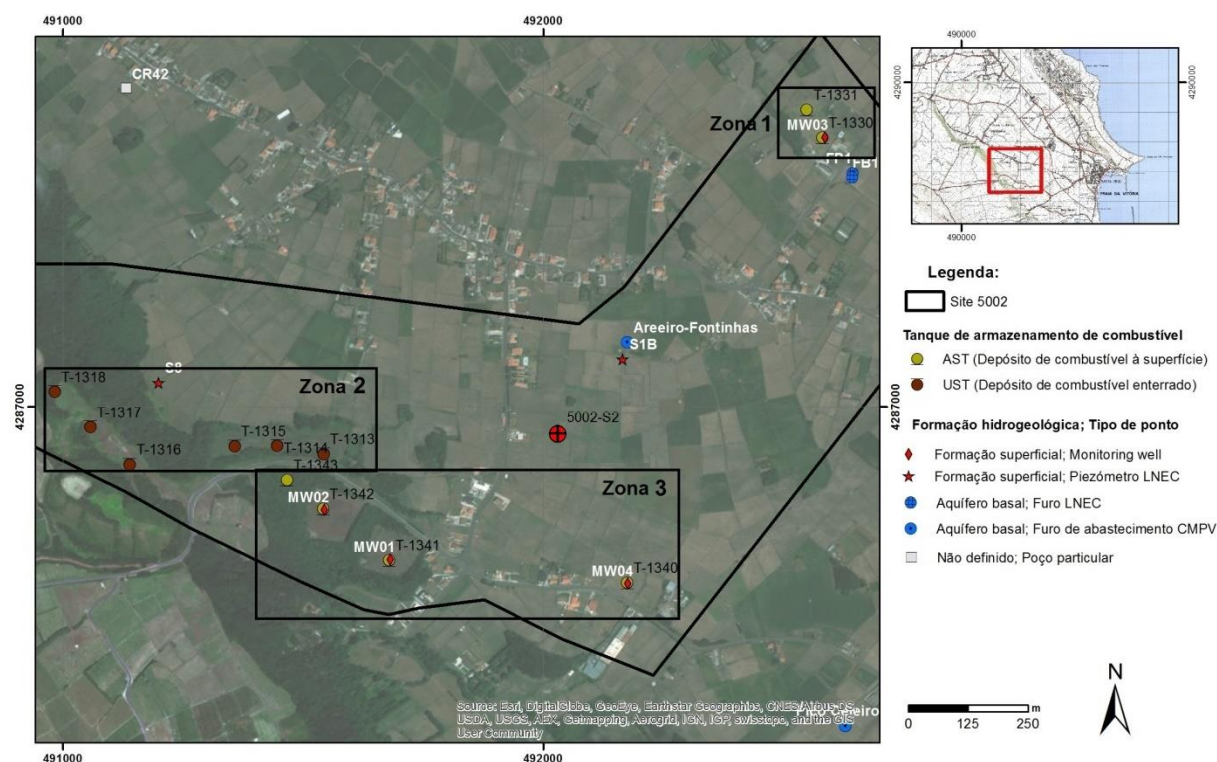 491000
492000
CR42
T-1331
Zona 1
MW03
T-1330
FB1
Areeiro-Fontinhas
S1B
S8
Zona 2
T-1318
T-1317
T-1316
T-1315
T-1314
T-1313
5002-S2
T-1343
MW02
T-1342
Zona 3
MW01
T-1341
MW04
T-1340
4287000
Source: Esri, DigitalGlobe, GeoEye, Earthstar Geographics, CNES/Airbus DS,
USDA, USGS, AEX, Getmapping, Aerogrid, IGN, IGP, swisstopo, and the GIS
User Community
491000
492000
490000
4290000
4290000
PRAIA DA VITÓRIA
490000
4287000
Legenda:
Site 5002
Tanque de armazenamento de combustível
AST (Depósito de combustível à superfície)
UST (Depósito de combustível enterrado)
Formação hidrogeológica; Tipo de ponto
Formação superficial; Monitoring well
Formação superficial; Piezómetro LNEC
Aquífero basal; Furo LNEC
Aquífero basal; Furo de abastecimento CMPV
Não definido; Poço particular
N
m
0 125 250